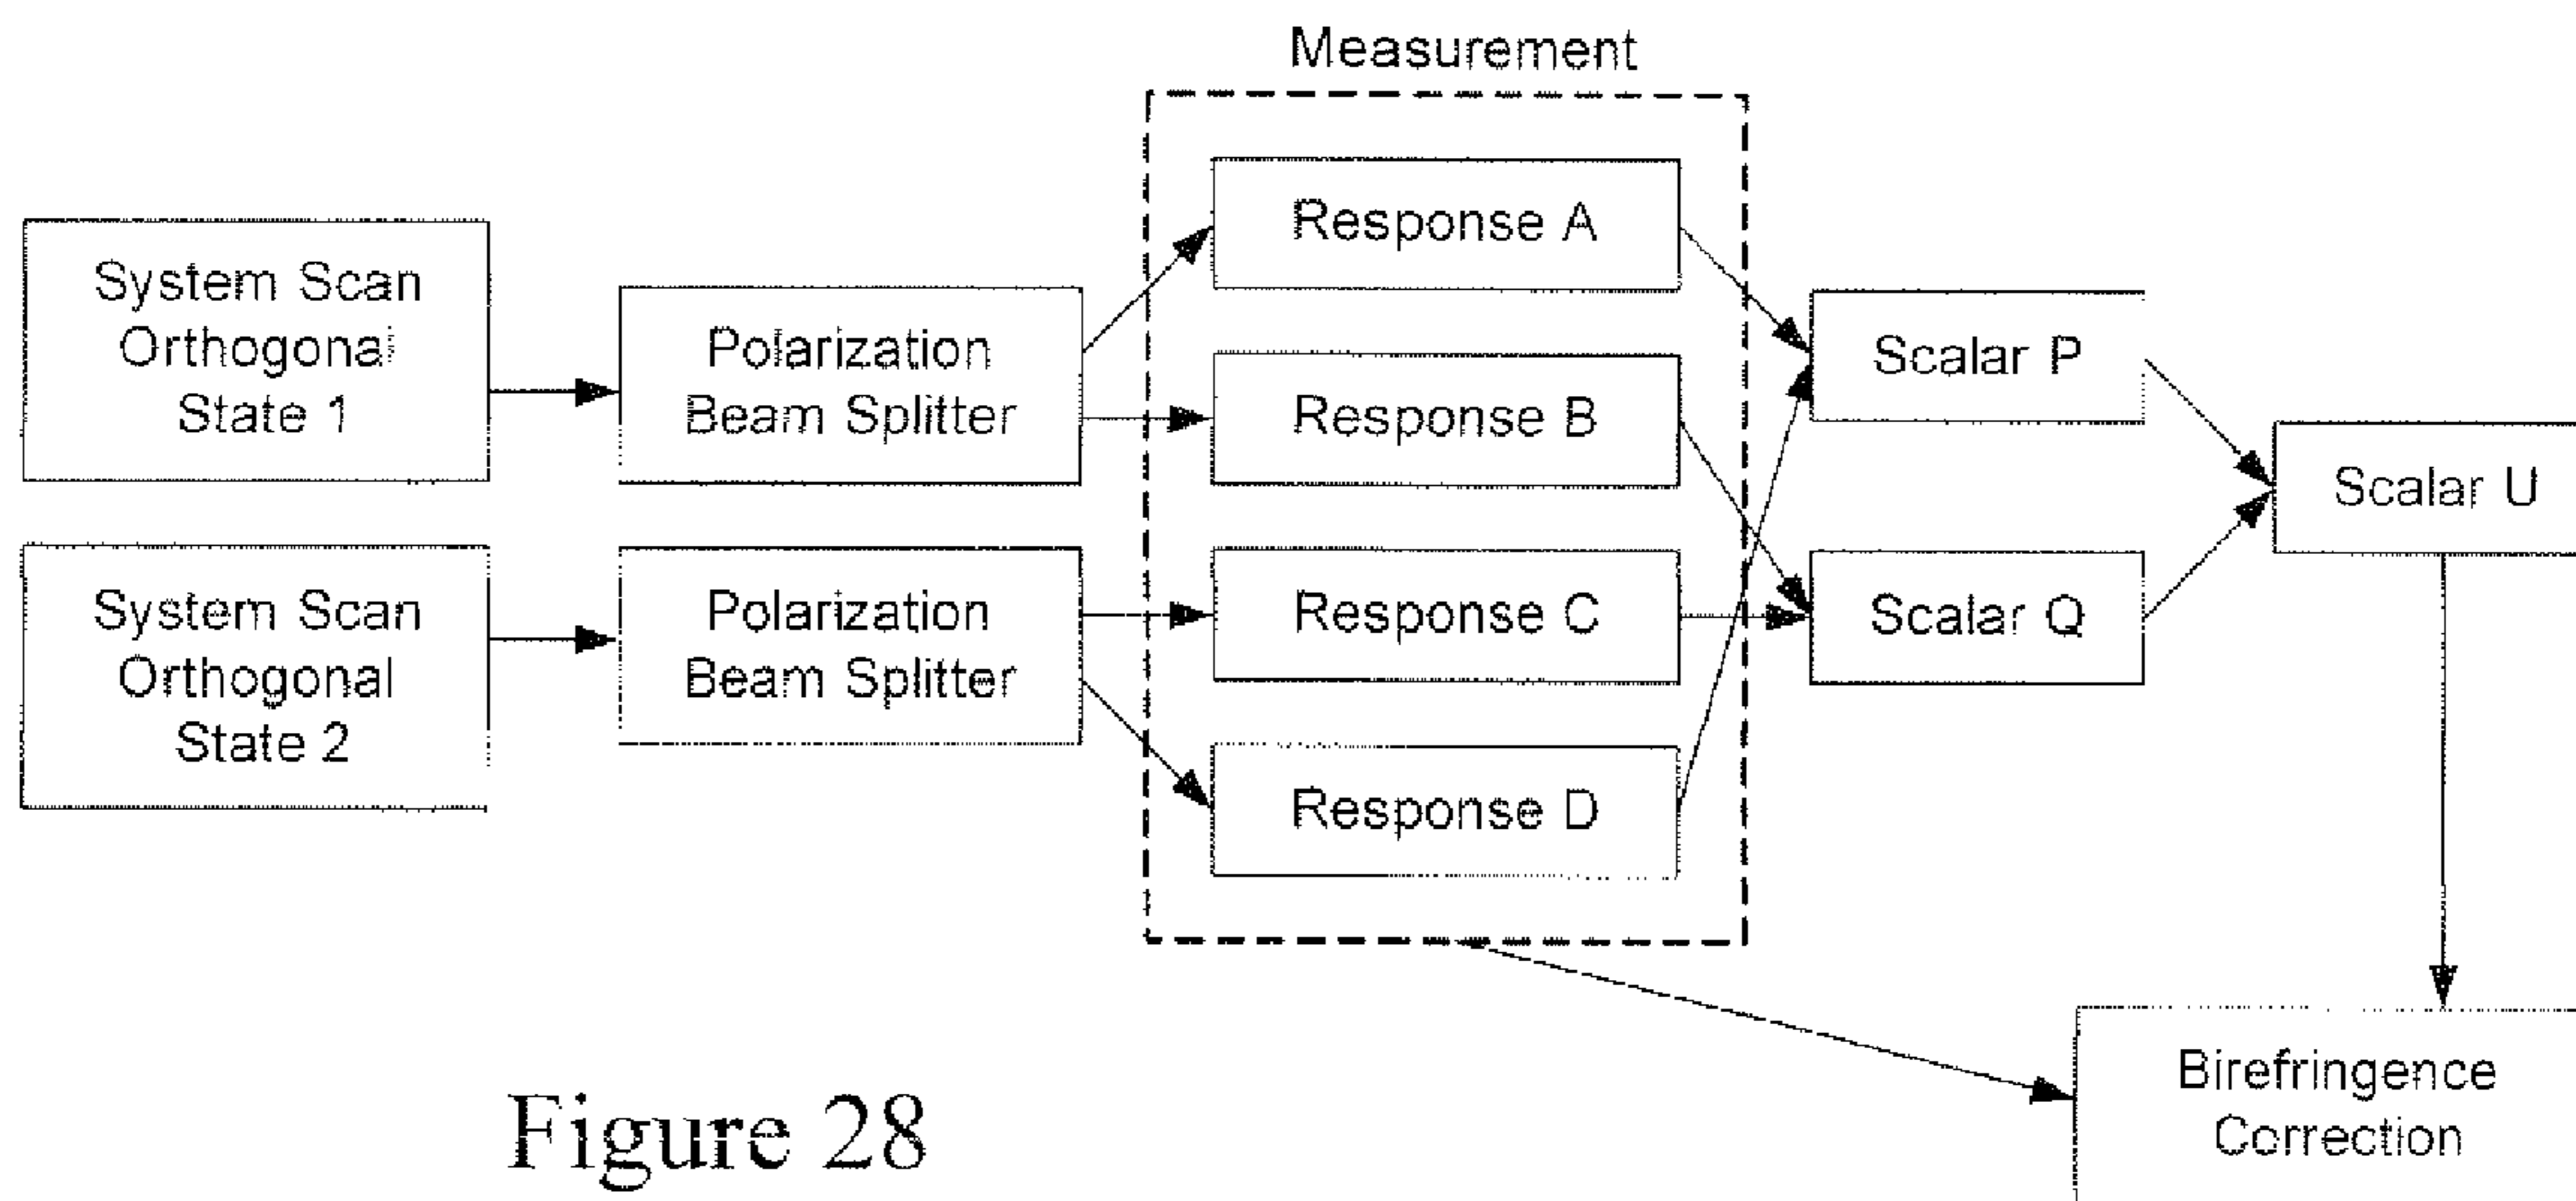 Measurement
System Scan
Orthogonal
State 1
Polarization
Beam Splitter
Response A
Response B
Scalar P
Scalar U
System Scan
Orthogonal
State 2
Polarization
Beam Splitter
Response C
Response D
Scalar Q
Birefringence
Correction
Figure 28